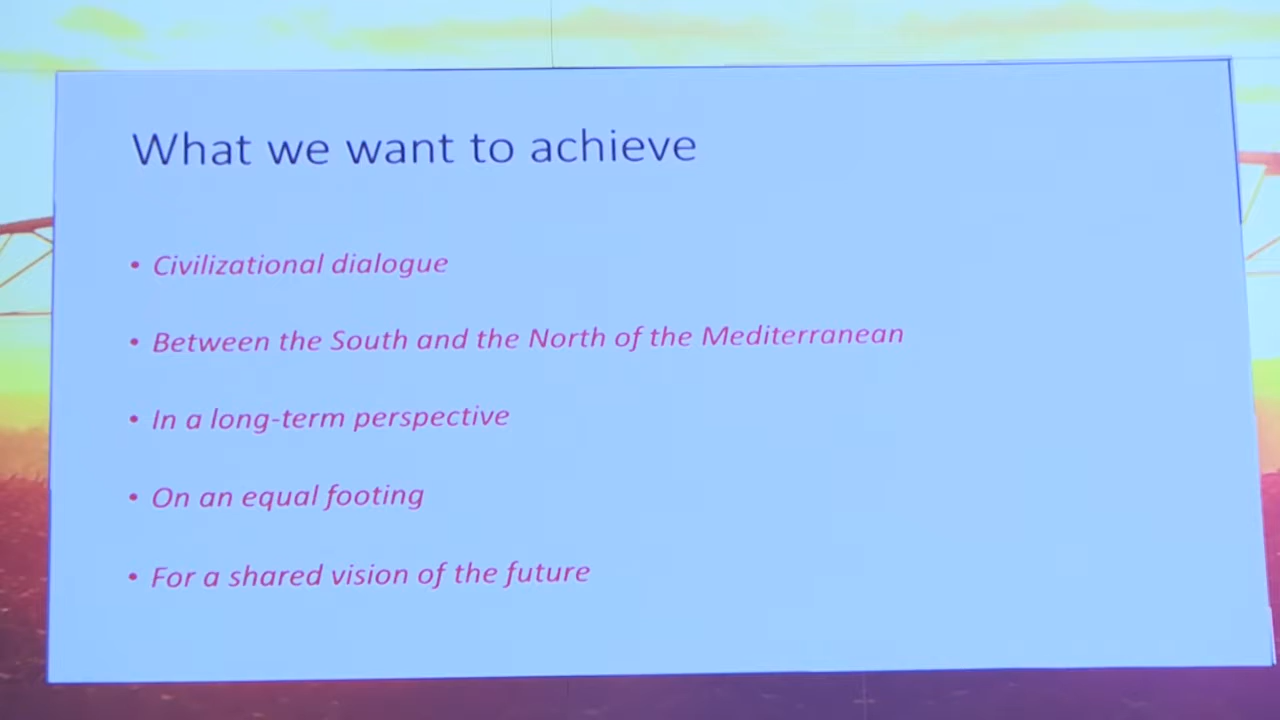 What we want to achieve
• Civilizational dialogue
• Between the South and the North of the Mediterranean
• In a long-term perspective
• On an equal footing
• For a shared vision of the future